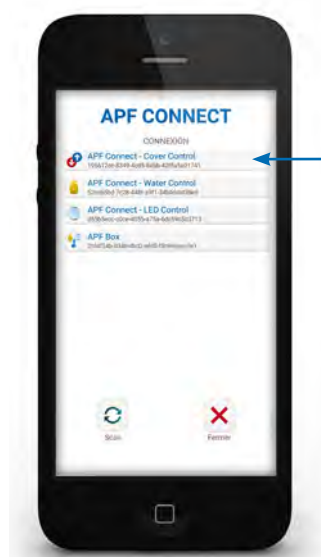 APF CONNECT
CONNEXION
APF Connect - Cover Control
APF Connect - Water Control
APF Connect - LED Control
APF Box
Scan
Fermer